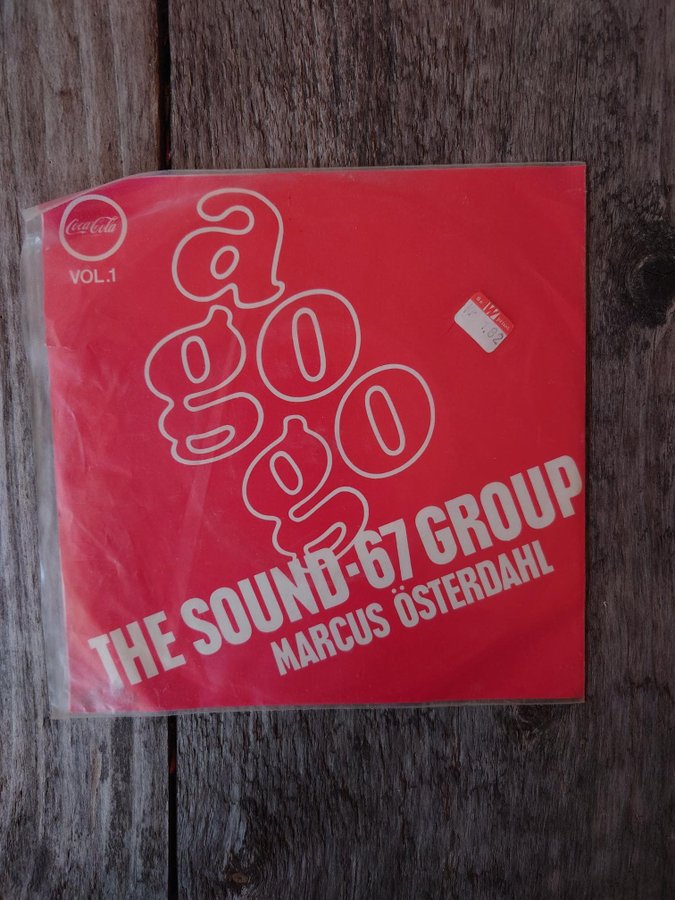 Coca-Cola
VOL.1
a
go
go
THE SOUND-67 GROUP
MARCUS ÖSTERDAHL